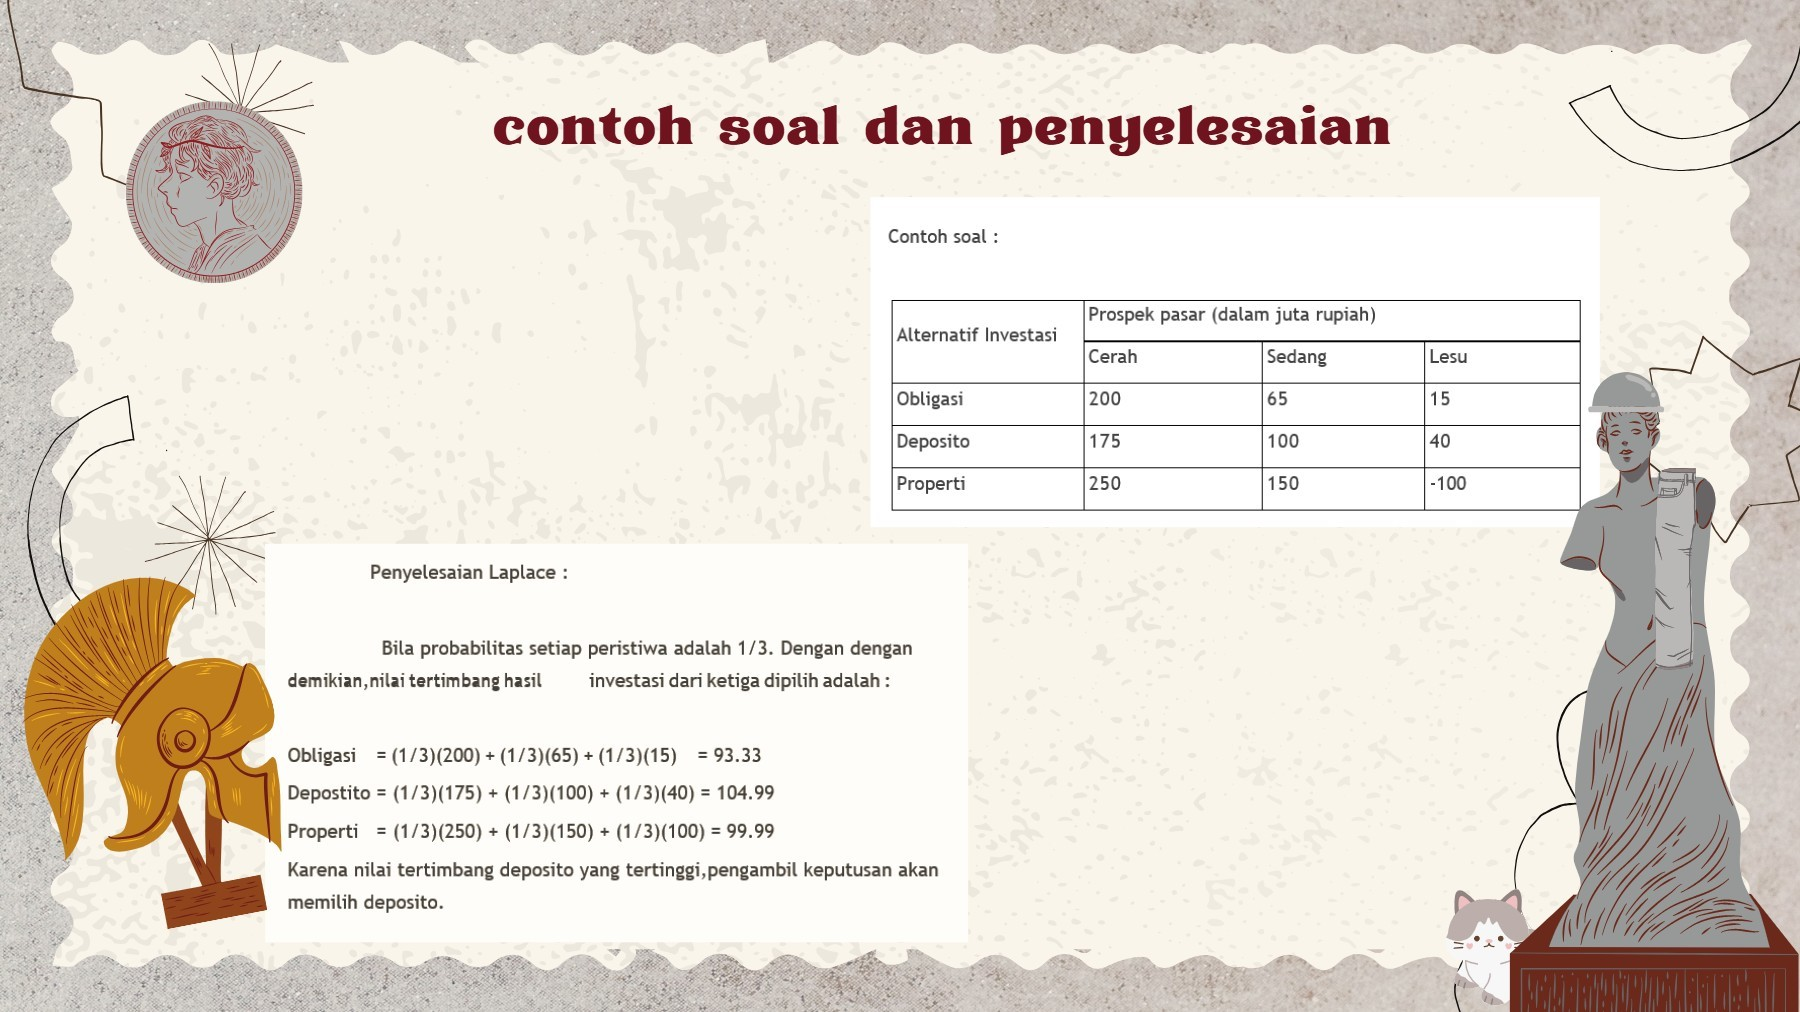 contoh soal dan penyelesaian
Contoh soal :
Alternatif Investasi
Prospek pasar (dalam juta rupiah)
Cerah Sedang Lesu
Obligasi 200 65 15
Deposito 175 100 40
Properti 250 150 -100
Penyelesaian Laplace :
Bila probabilitas setiap peristiwa adalah 1/3. Dengan dengan
demikian,nilai tertimbang hasil investasi dari ketiga dipilih adalah :
Obligasi = (1/3)(200) + (1/3)(65) + (1/3)(15) = 93.33
Depostito = (1/3)(175) + (1/3)(100) + (1/3)(40) = 104.99
Properti = (1/3)(250) + (1/3)(150) + (1/3)(100) = 99.99
Karena nilai tertimbang deposito yang tertinggi,pengambil keputusan akan
memilih deposito.